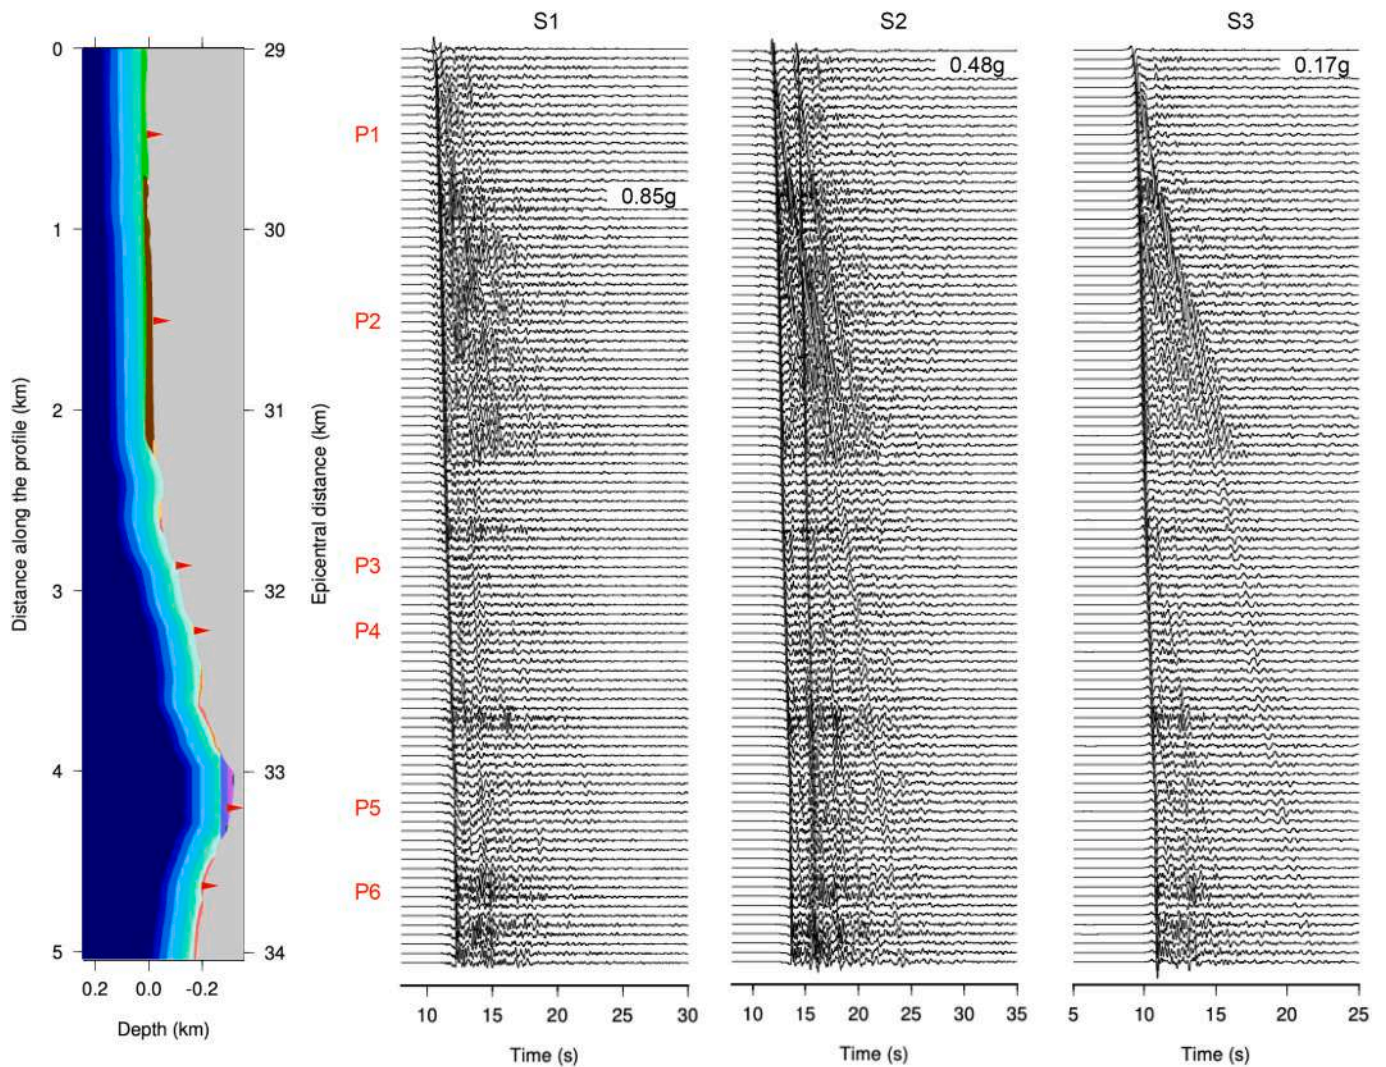 S1
S2
S3
0
29
0.48g
0.17g
P1
0.85g
1
30
P2
Distance along the profile (km)
2
31
Epicentral distance (km)
P3
3
32
P4
4
33
P5
P6
5
34
0.2 0.0 -0.2
10 15 20 25 30
10 15 20 25 30 35
5 10 15 20 25
Depth (km)
Time (s)
Time (s)
Time (s)